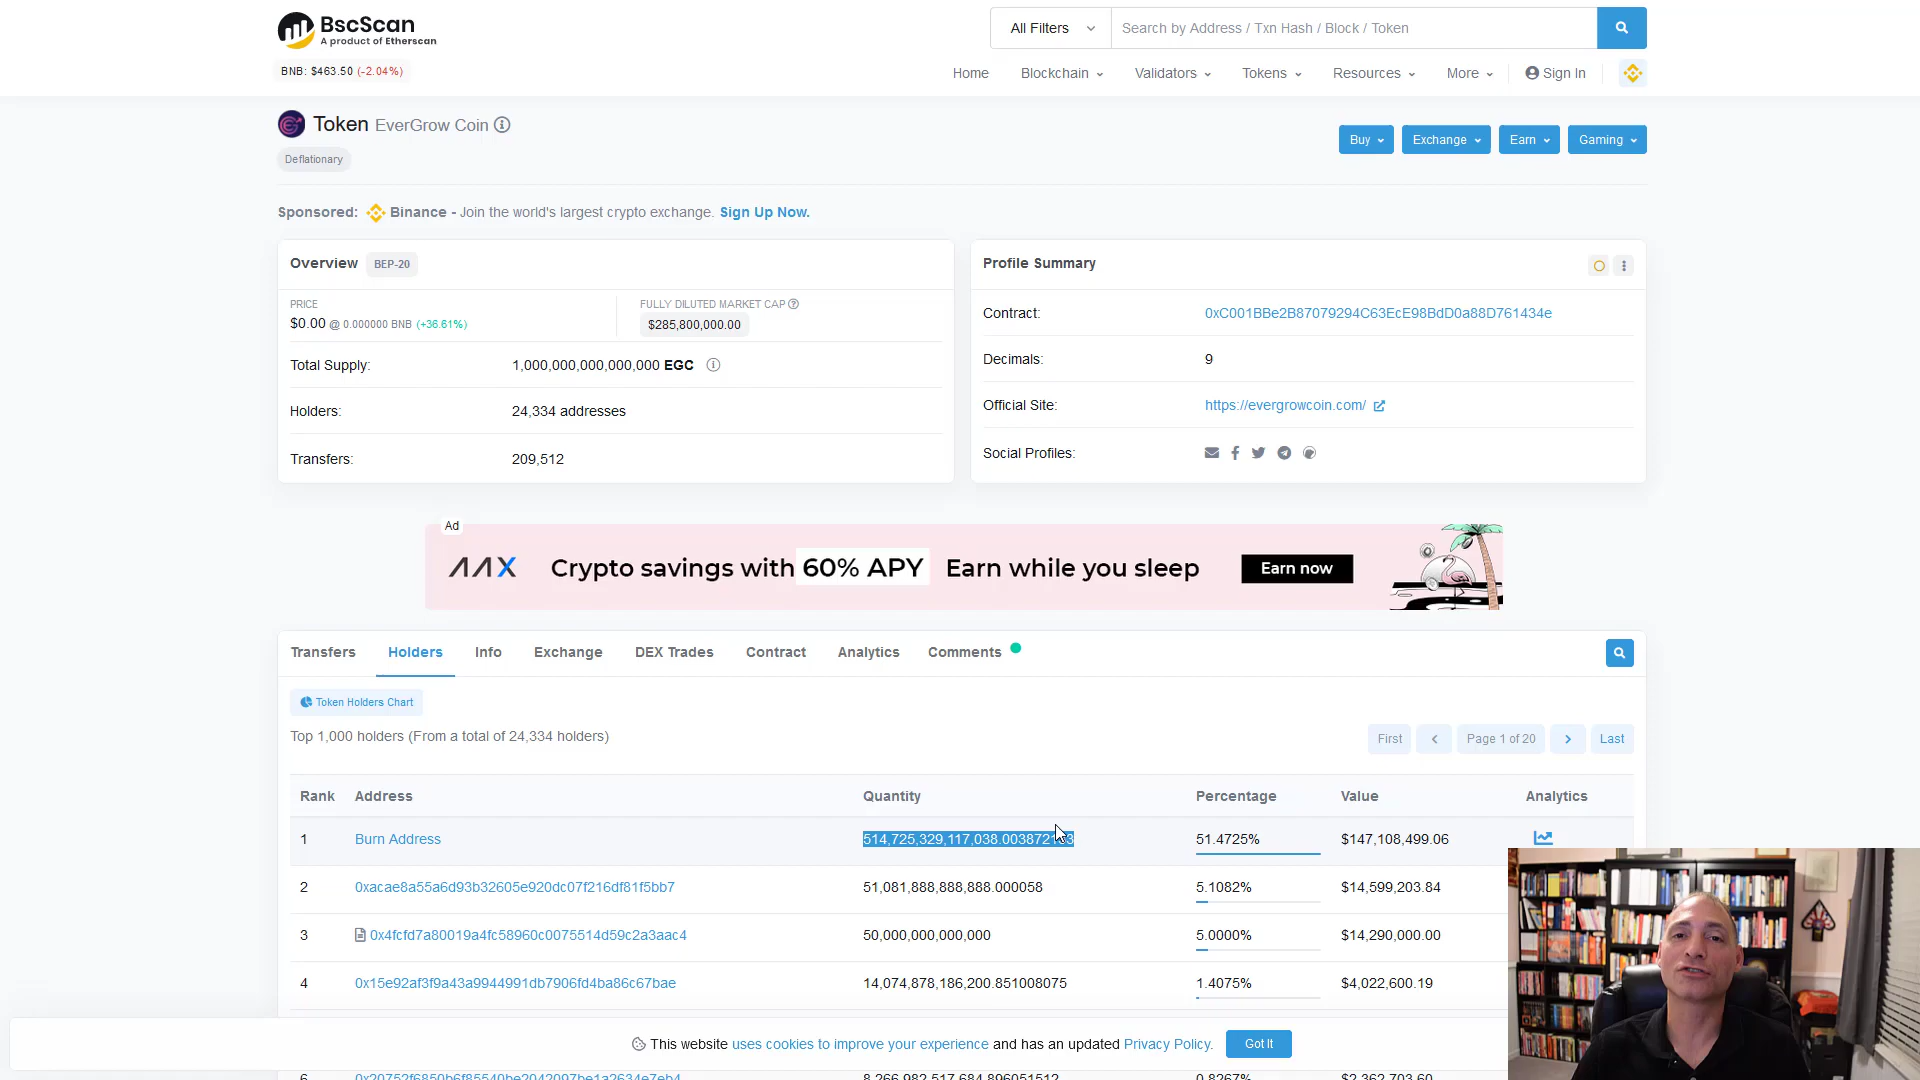 BscScan
A product of Etherscan
All Filters
Search by Address / Txn Hash / Block / Token
BNB: $463.50 (-2.04%)
Home Blockchain Validators Tokens Resources More Sign In
Token EverGrow Coin
Deflationary
Buy Exchange Earn Gaming
Sponsored: Binance - Join the world's largest crypto exchange. Sign Up Now.
Overview BEP-20
PRICE
$0.00 @ 0.000000 BNB (+36.61%)
FULLY DILUTED MARKET CAP
$285,800,000.00
Total Supply: 1,000,000,000,000,000 EGC
Holders: 24,334 addresses
Transfers: 209,512
Profile Summary
Contract: 0xC001BBe2B87079294C63EcE98BdD0a88D761434e
Decimals: 9
Official Site: https://evergrowcoin.com/
Social Profiles:
Ad
AAX Crypto savings with 60% APY Earn while you sleep Earn now
Transfers Holders Info Exchange DEX Trades Contract Analytics Comments
Token Holders Chart
Top 1,000 holders (From a total of 24,334 holders)
First Page 1 of 20 Last
Rank Address Quantity Percentage Value Analytics
1 Burn Address 51.4725% $147,108,499.06
2 0xacae8a55a6d93b32605e920dc07f216df81f5bb7 51,081,888,888,888.000058 5.1082% $14,599,203.84
3 0x4fcfd7a80019a4fc58960c0075514d59c2a3aac4 50,000,000,000,000 5.0000% $14,290,000.00
4 0x15e92af3f9a43a9944991db7906fd4ba86c67bae 14,074,878,186,200.851008075 1.4075% $4,022,600.19
This website uses cookies to improve your experience and has an updated Privacy Policy. Got It